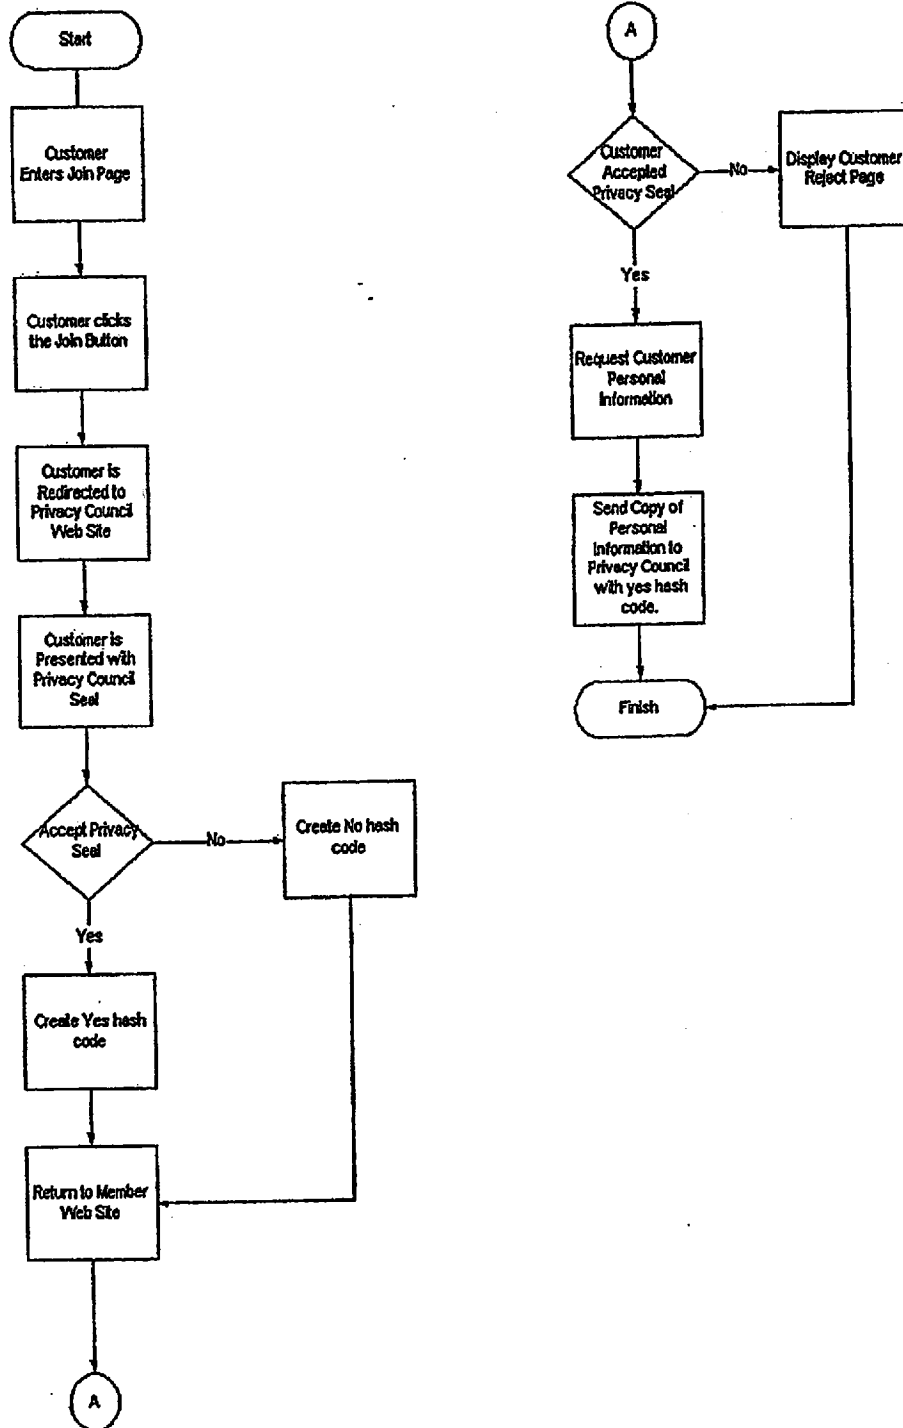 Start
Customer
Enters Join Page
Customer clicks
the Join Button
Customer is
Redirected to
Privacy Council
Web Site
Customer is
Presented with
Privacy Council
Seal
Accept Privacy
Seal
No
Create No hash
code
Yes
Create Yes hash
code
Return to Member
Web Site
A
A
Customer
Accepted
Privacy Seal
No
Display Customer
Reject Page
Yes
Request Customer
Personal
Information
Send Copy of
Personal
Information to
Privacy Council
with yes hash
code.
Finish